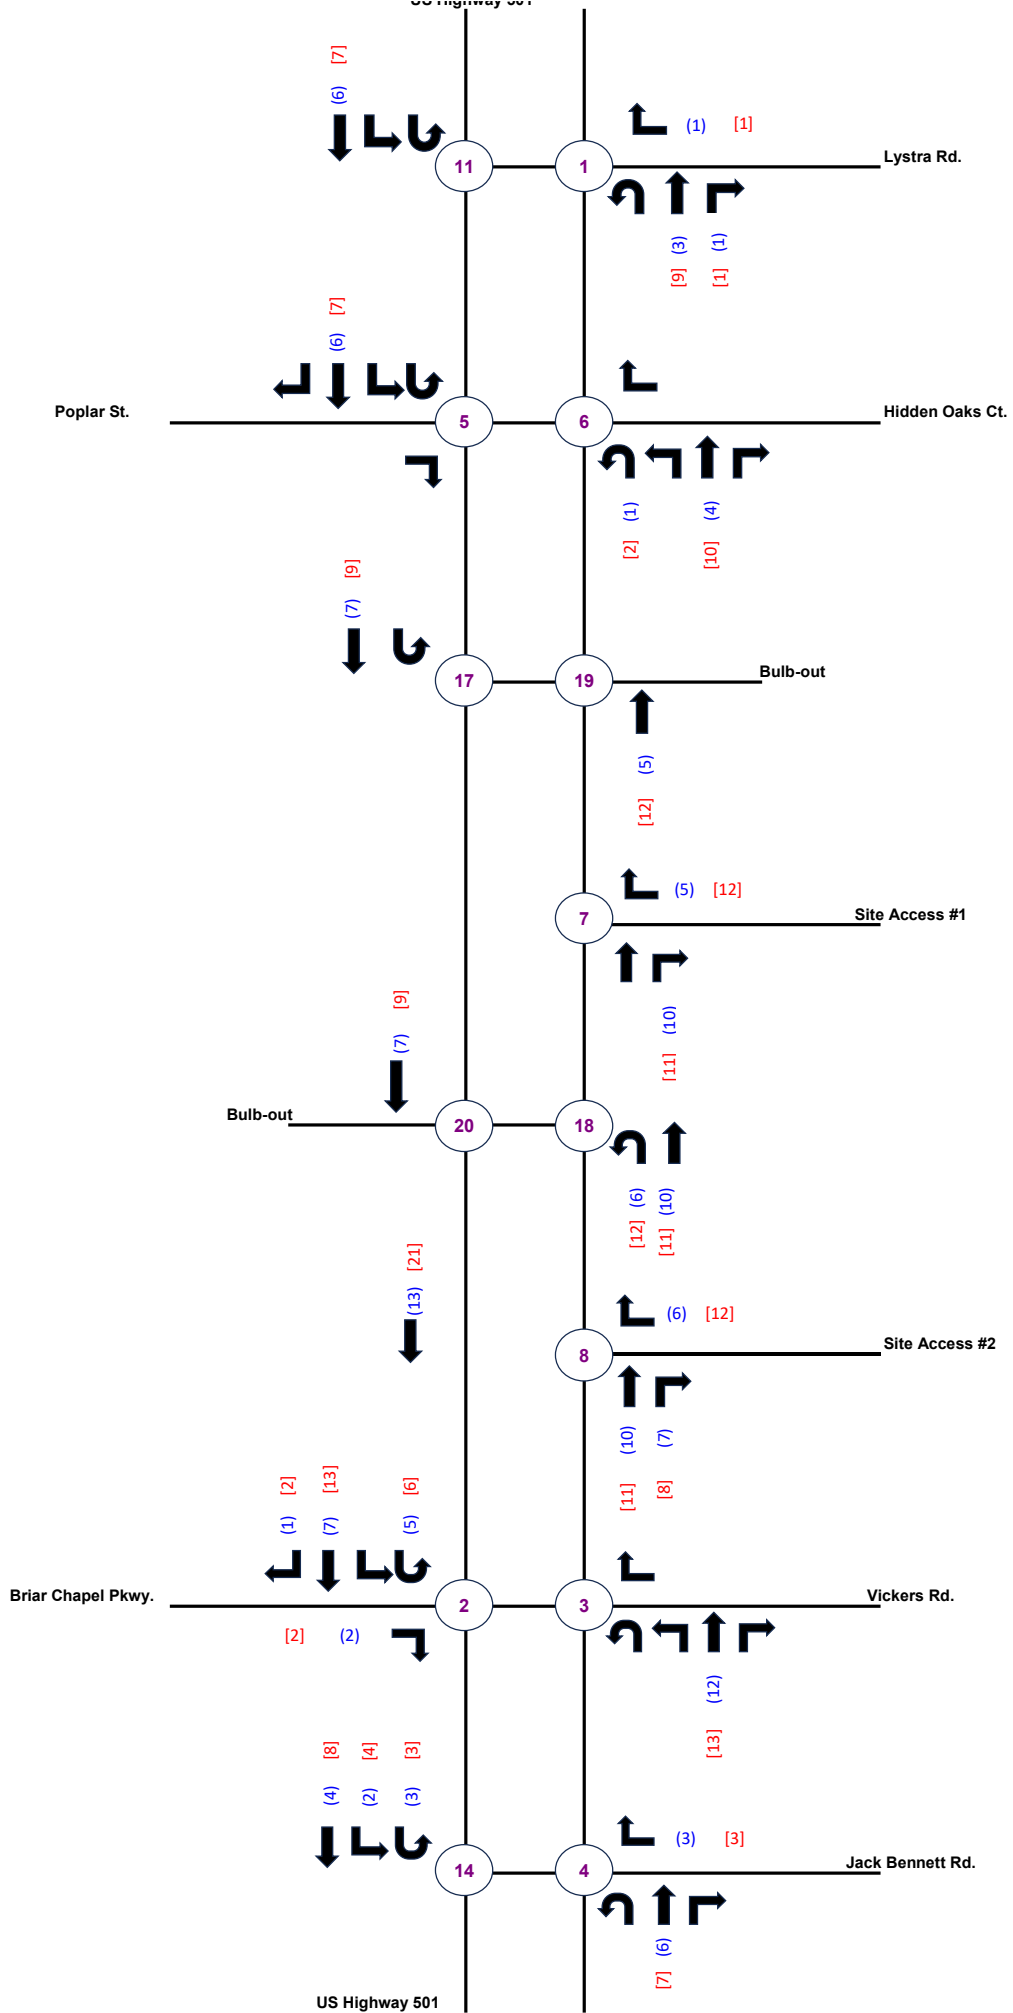 US Highway 501
[7]
(6)
(1) [1]
11
1
Lystra Rd.
(3) (1)
[9] [1]
[7]
(6)
Poplar St.
5
6
Hidden Oaks Ct.
(1) (4)
[2] [10]
[9]
(7)
17
19
Bulb-out
(5)
[12]
(5) [12]
7
Site Access #1
[9]
(7)
(10)
[11]
Bulb-out
20
18
(6) (10)
[12] [11]
[21]
(13)
(6) [12]
8
Site Access #2
(10) (7)
[11] [8]
[2] [13] [6]
(1) (7) (5)
Briar Chapel Pkwy.
2
3
Vickers Rd.
[2] (2)
(12)
[13]
[8] [4] [3]
(4) (2) (3)
(3) [3]
14
4
Jack Bennett Rd.
(6)
[7]
US Highway 501